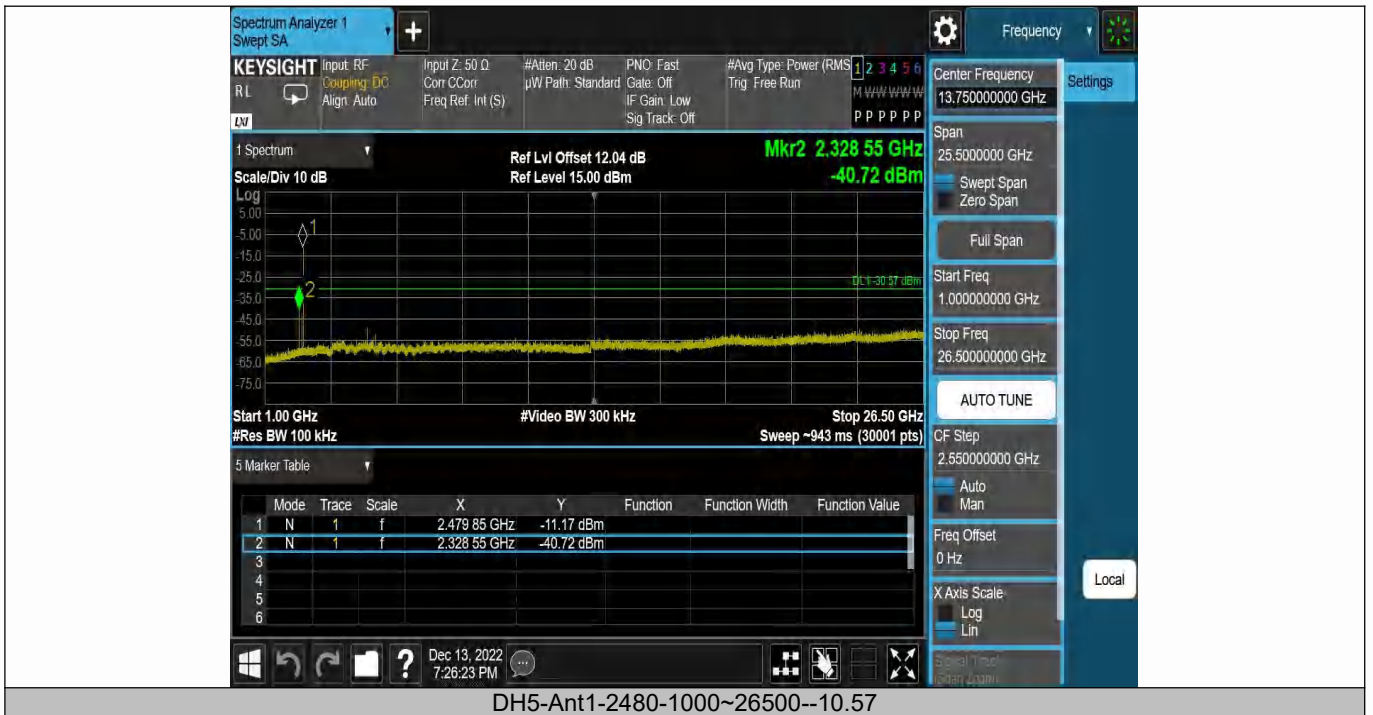 Spectrum Analyzer 1
Swept SA
+
Frequency
KEYSIGHT
RL
LXI
Input: RF
Coupling: DC
Align: Auto
Input Z: 50 Ω
Corr CCorr
Freq Ref: Int (S)
#Atten: 20 dB
µW Path: Standard
PNO: Fast
Gate: Off
IF Gain: Low
Sig Track: Off
#Avg Type: Power (RMS
Trig: Free Run
1 2 3 4 5 6
M W W W W W
P P P P P P
1 Spectrum
Scale/Div 10 dB
Ref Lvl Offset 12.04 dB
Ref Level 15.00 dBm
Mkr2 2.328 55 GHz
-40.72 dBm
Log
5.00
-5.00
-15.0
-25.0
-35.0
-45.0
-55.0
-65.0
-75.0
1
2
DL1 -30.57 dBm
Start 1.00 GHz
#Res BW 100 kHz
#Video BW 300 kHz
Stop 26.50 GHz
Sweep ~943 ms (30001 pts)
5 Marker Table
Mode Trace Scale X Y Function Function Width Function Value
1 N 1 f 2.479 85 GHz -11.17 dBm
2 N 1 f 2.328 55 GHz -40.72 dBm
3
4
5
6
Center Frequency
13.750000000 GHz
Settings
Span
25.5000000 GHz
Swept Span
Zero Span
Full Span
Start Freq
1.000000000 GHz
Stop Freq
26.500000000 GHz
AUTO TUNE
CF Step
2.550000000 GHz
Auto
Man
Freq Offset
0 Hz
X Axis Scale
Log
Lin
Signal Track
(Span Zoom)
Local
?
Dec 13, 2022
7:26:23 PM
DH5-Ant1-2480-1000~26500--10.57